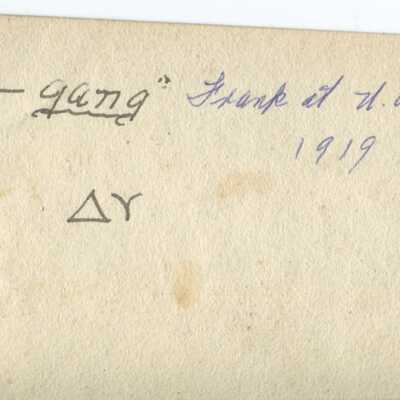 — gang" Frank at U.
1919
ΔΥ